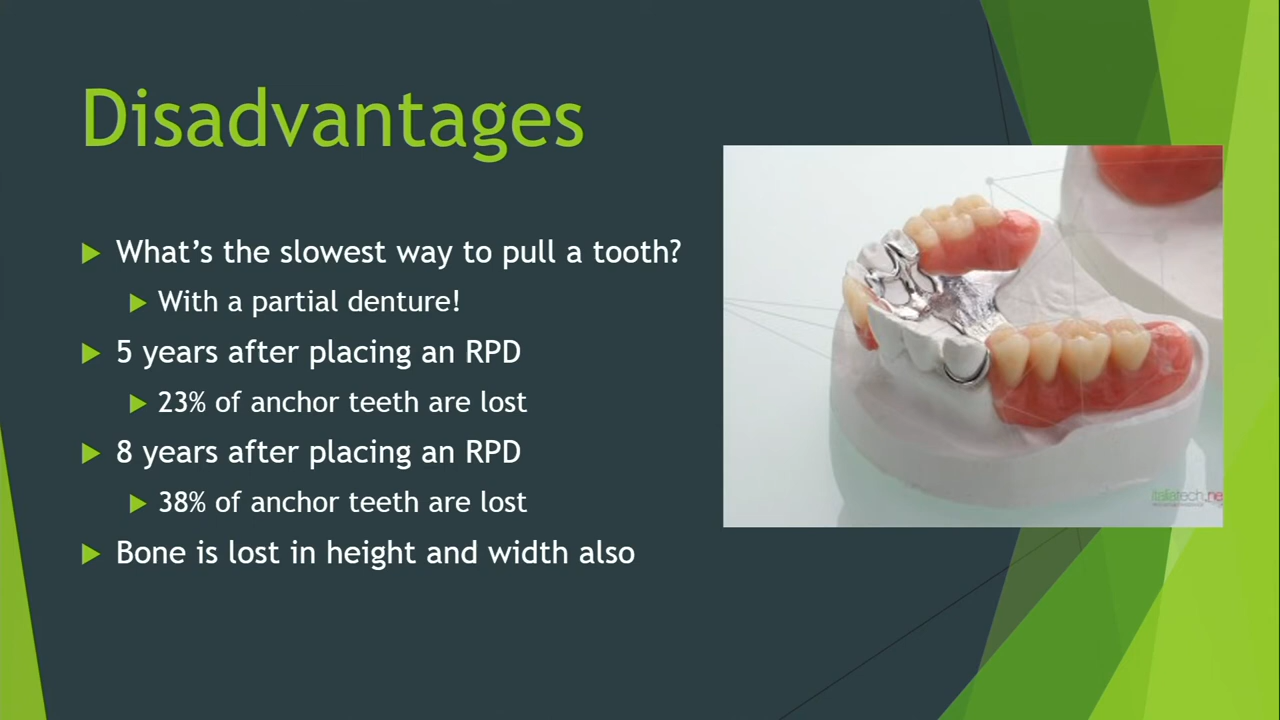 Disadvantages
What's the slowest way to pull a tooth?
With a partial denture!
5 years after placing an RPD
23% of anchor teeth are lost
8 years after placing an RPD
38% of anchor teeth are lost
Bone is lost in height and width also
italiatech.ne